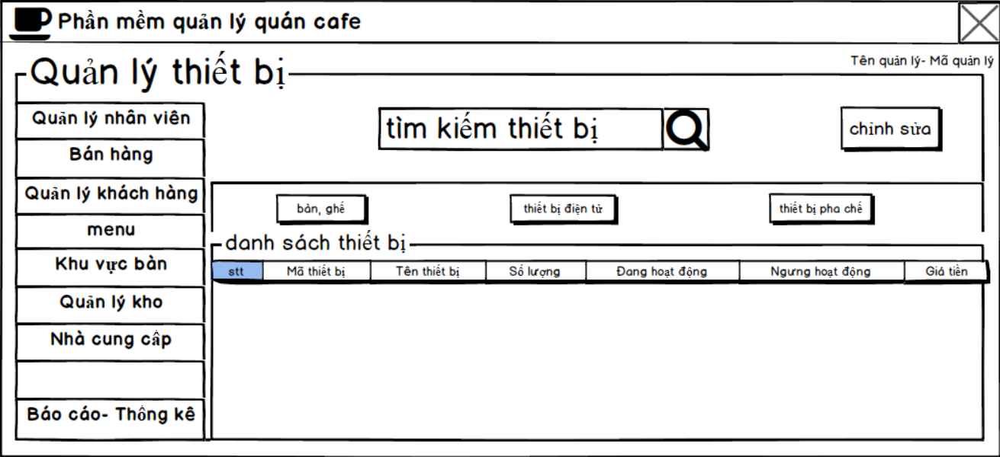 Phần mềm quản lý quán cafe
Tên quản lý- Mã quản lý
Quản lý thiết bị
Quản lý nhân viên
Bán hàng
Quản lý khách hàng
menu
Khu vực bàn
Quản lý kho
Nhà cung cấp
Báo cáo- Thống kê
tìm kiếm thiết bị
chỉnh sửa
bàn, ghế
thiết bị điện tử
thiết bị pha chế
danh sách thiết bị
stt Mã thiết bị Tên thiết bị Số lượng Đang hoạt động Ngưng hoạt động Giá tiền